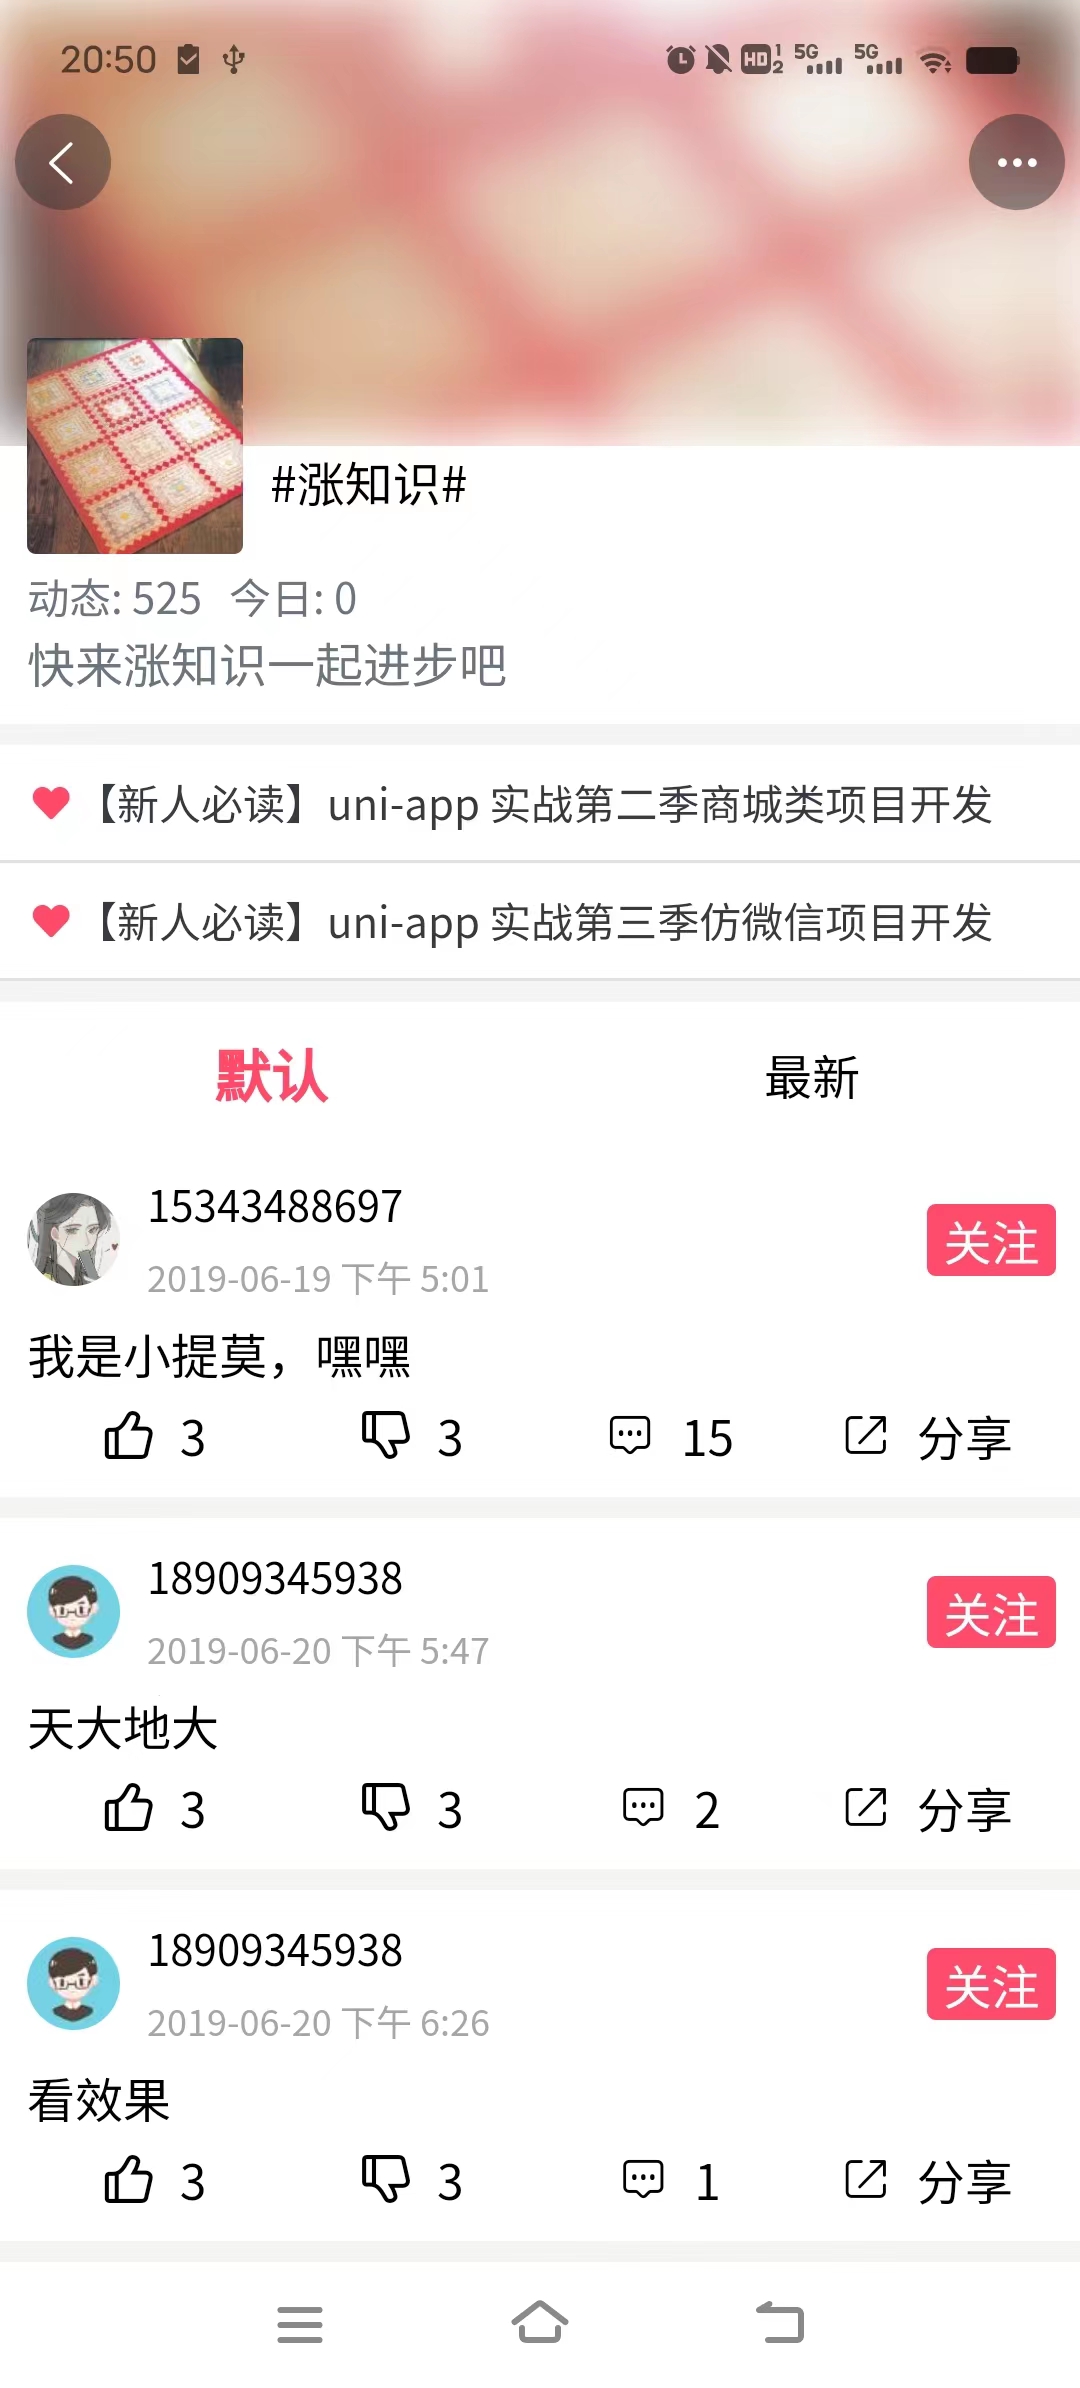 20:50
HD 1 2 5G 5G
#涨知识#
动态: 525 今日: 0
快来涨知识一起进步吧
【新人必读】uni-app 实战第二季商城类项目开发
【新人必读】uni-app 实战第三季仿微信项目开发
默认 最新
15343488697
关注
2019-06-19 下午 5:01
我是小提莫，嘿嘿
3 3 15 分享
18909345938
关注
2019-06-20 下午 5:47
天大地大
3 3 2 分享
18909345938
关注
2019-06-20 下午 6:26
看效果
3 3 1 分享